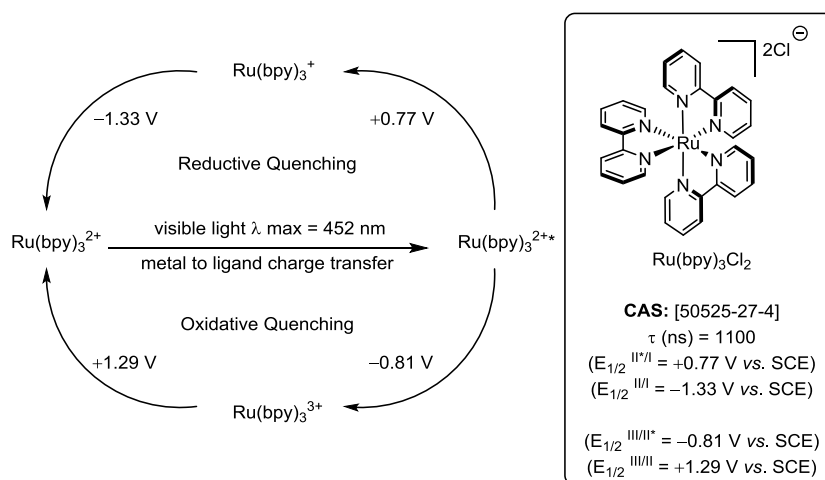 Ru(bpy)₃⁺
−1.33 V
+0.77 V
Reductive Quenching
Ru(bpy)₃²⁺
visible light λ max = 452 nm
metal to ligand charge transfer
Ru(bpy)₃²⁺*
Oxidative Quenching
+1.29 V
−0.81 V
Ru(bpy)₃³⁺
2Cl⊖
N
N
N
Ru
N
N
N
Ru(bpy)₃Cl₂
CAS: [50525-27-4]
τ (ns) = 1100
(E₁/₂ ᴵᴵ*/ᴵ = +0.77 V vs. SCE)
(E₁/₂ ᴵᴵ/ᴵ = −1.33 V vs. SCE)
(E₁/₂ ᴵᴵᴵ/ᴵᴵ* = −0.81 V vs. SCE)
(E₁/₂ ᴵᴵᴵ/ᴵᴵ = +1.29 V vs. SCE)